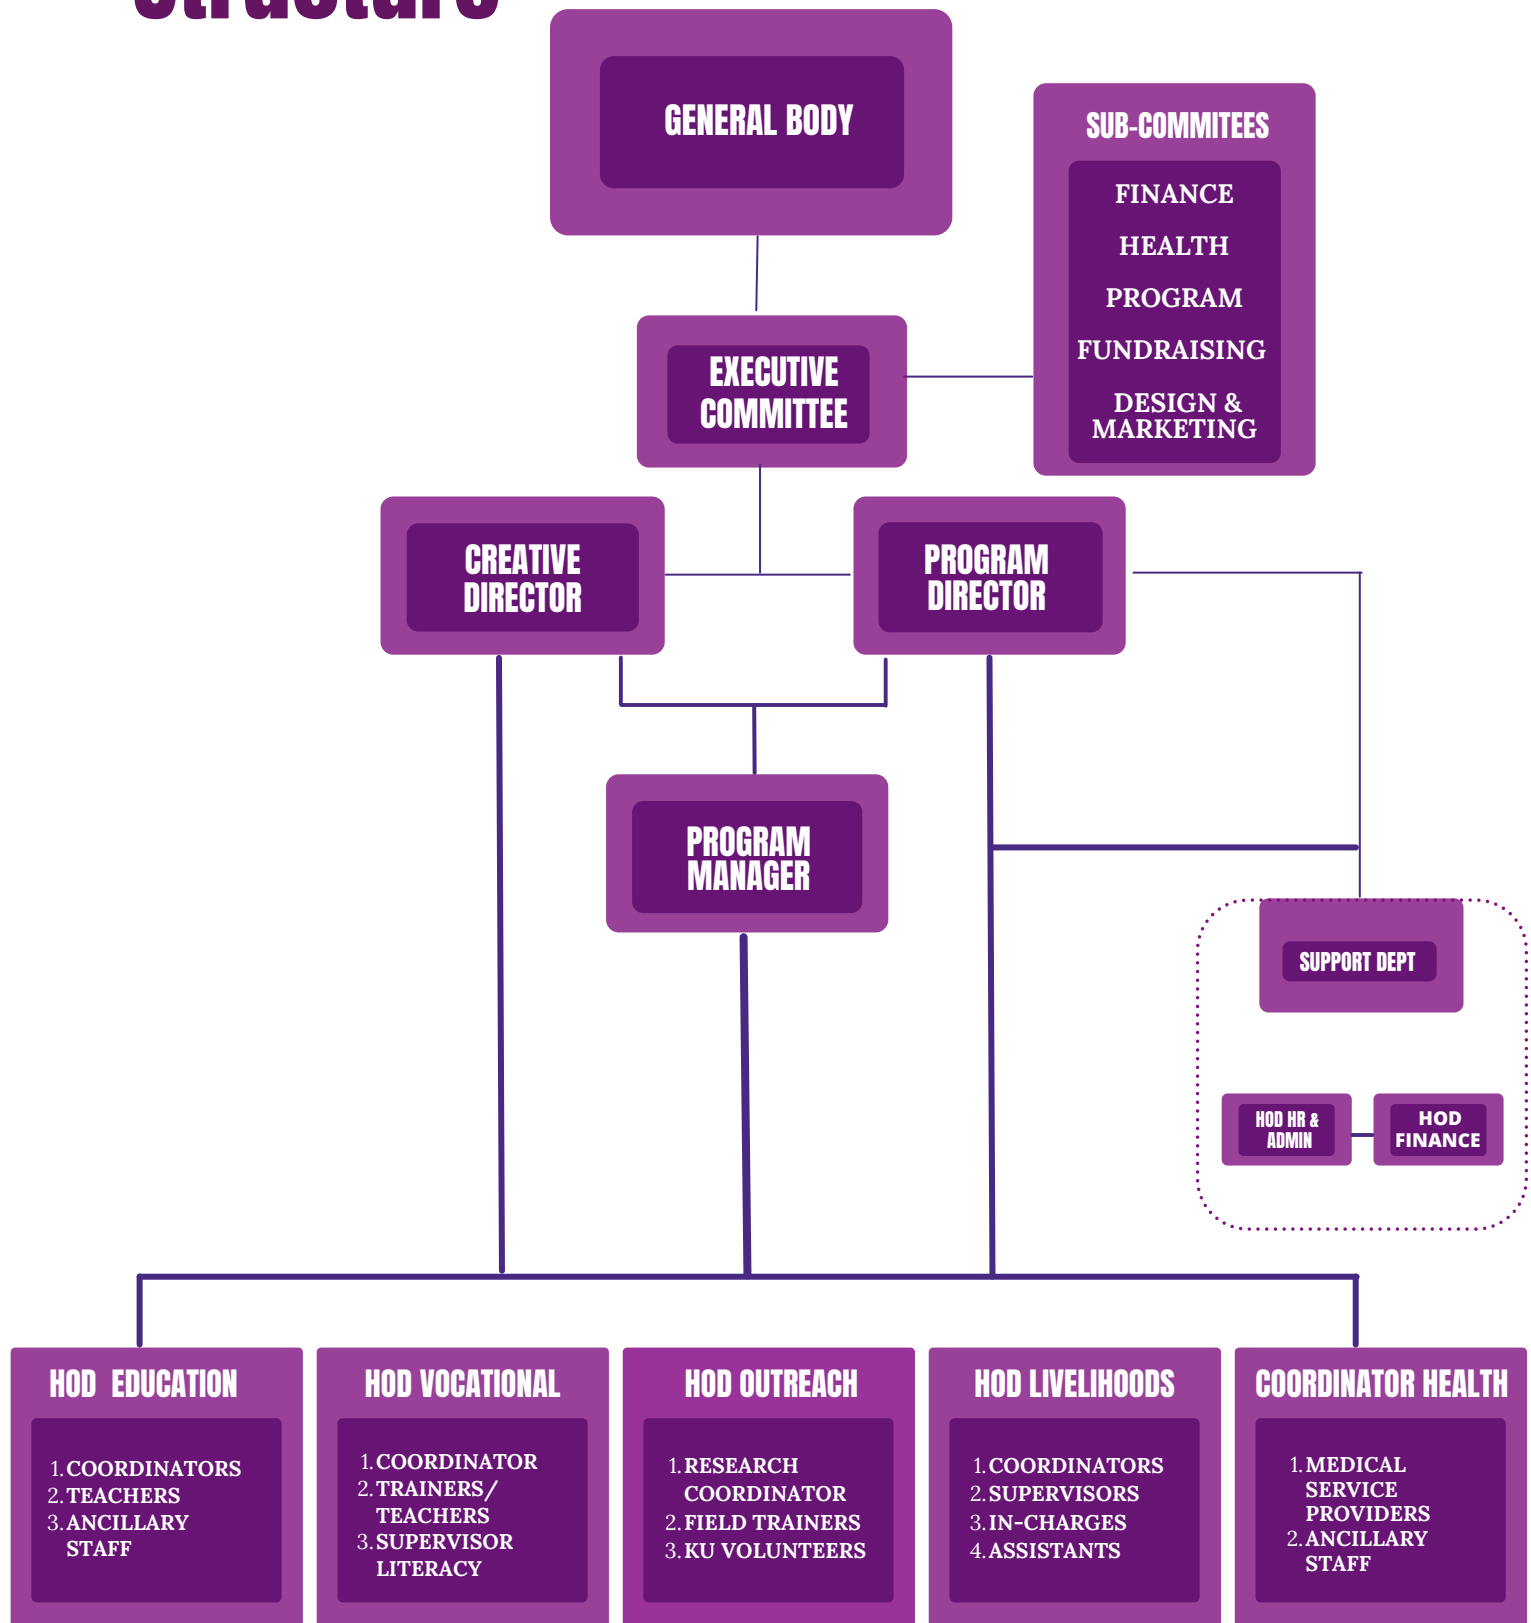 Structure
GENERAL BODY
SUB-COMMITEES
FINANCE
HEALTH
PROGRAM
FUNDRAISING
DESIGN &
MARKETING
EXECUTIVE
COMMITTEE
CREATIVE
DIRECTOR
PROGRAM
DIRECTOR
PROGRAM
MANAGER
SUPPORT DEPT
HOD HR &
ADMIN
HOD
FINANCE
HOD EDUCATION
1. COORDINATORS
2. TEACHERS
3. ANCILLARY
STAFF
HOD VOCATIONAL
1. COORDINATOR
2. TRAINERS/
TEACHERS
3. SUPERVISOR
LITERACY
HOD OUTREACH
1. RESEARCH
COORDINATOR
2. FIELD TRAINERS
3. KU VOLUNTEERS
HOD LIVELIHOODS
1. COORDINATORS
2. SUPERVISORS
3. IN-CHARGES
4. ASSISTANTS
COORDINATOR HEALTH
1. MEDICAL
SERVICE
PROVIDERS
2. ANCILLARY
STAFF